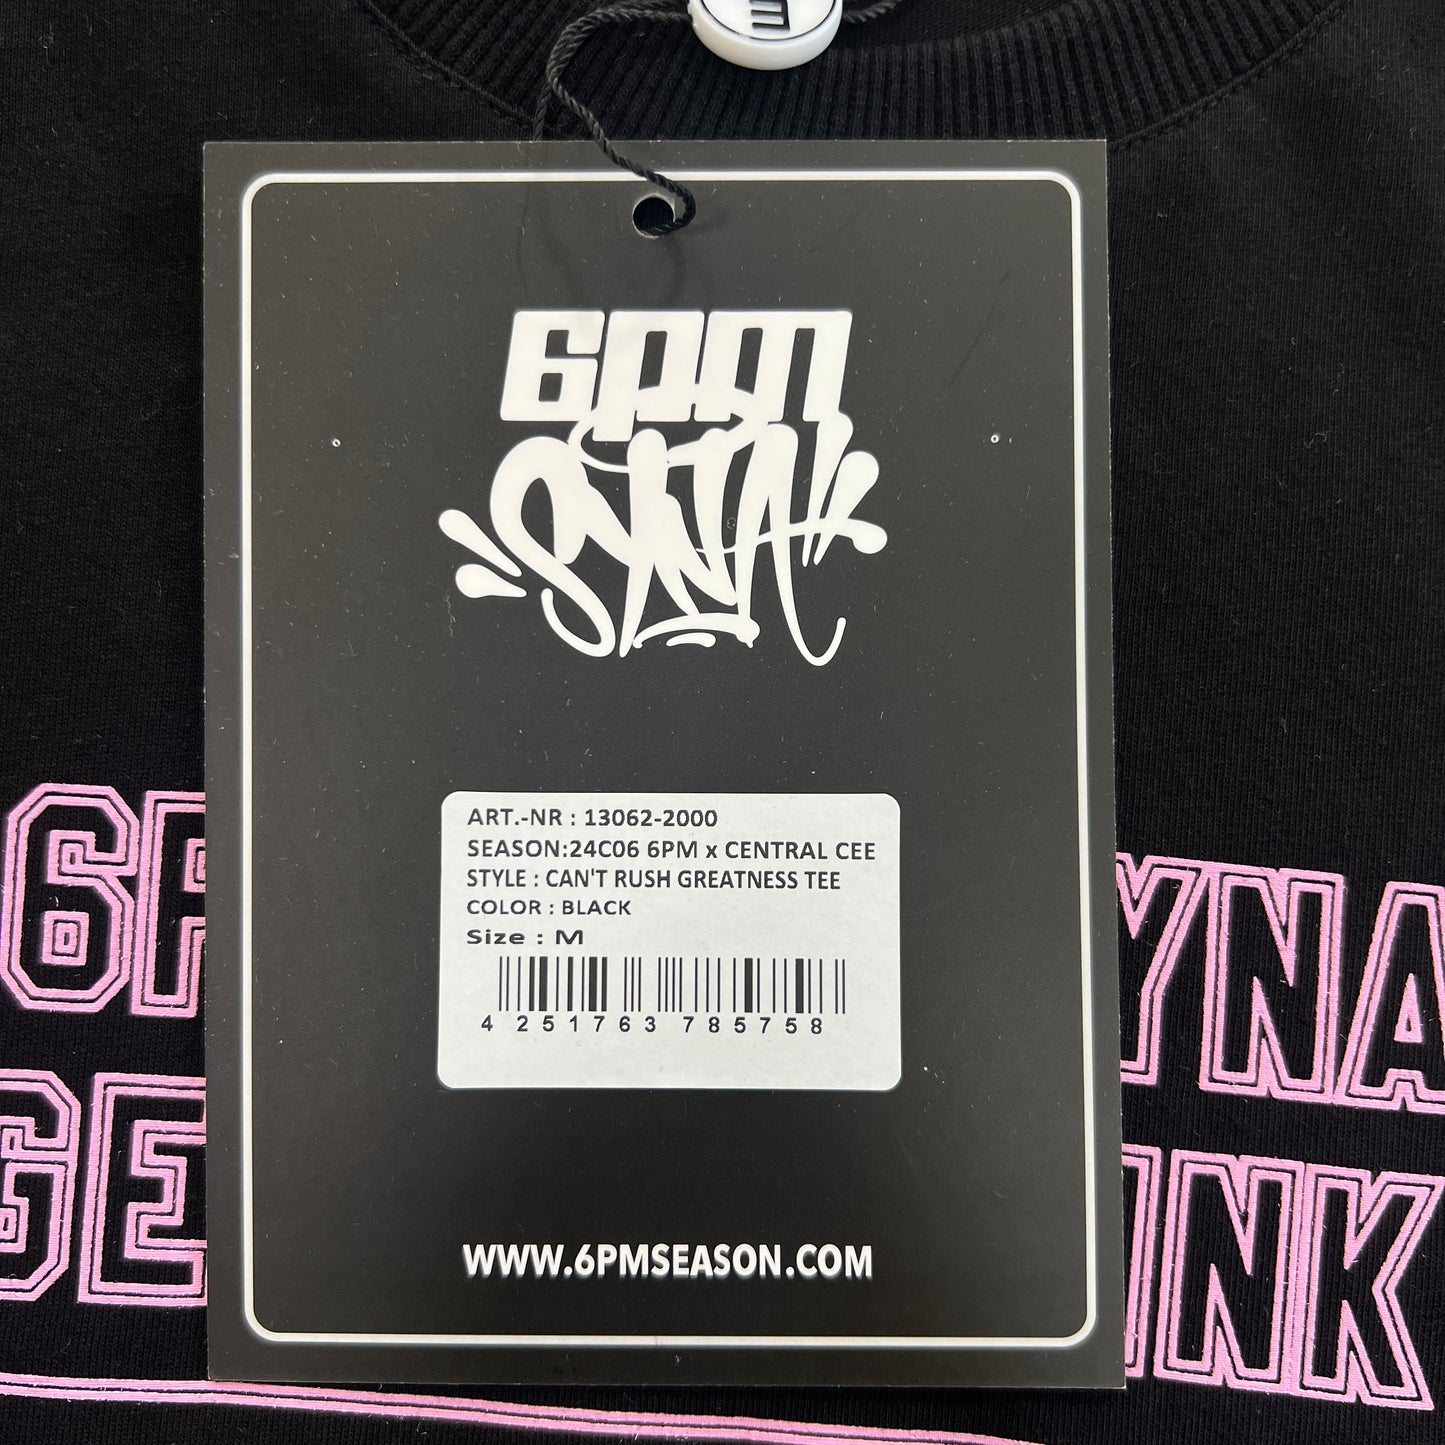 6PM
SYNA
ART.-NR : 13062-2000
SEASON:24C06 6PM x CENTRAL CEE
STYLE : CAN'T RUSH GREATNESS TEE
COLOR : BLACK
Size : M
4 251763 785758
WWW.6PMSEASON.COM